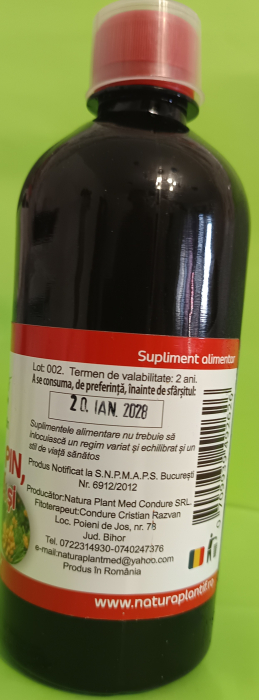 Supliment alimentar
Lot: 002. Termen de valabilitate: 2 ani.
A se consuma, de preferință, înainte de sfârșitul:
20. IAN. 2028
Suplimentele alimentare nu trebuie să
înlocuiască un regim variat și echilibrat și un
stil de viață sănătos
PIN,
și
Produs Notificat la S.N.P.M.A.P.S. București
Nr. 6912/2012
Producător:Natura Plant Med Condure SRL.
Fitoterapeut:Condure Cristian Razvan
Loc. Poieni de Jos, nr. 78
Jud. Bihor
Tel. 0722314930-0740247376
e-mail:naturaplantmed@yahoo.com
Produs în România
www.naturaplantif.ro